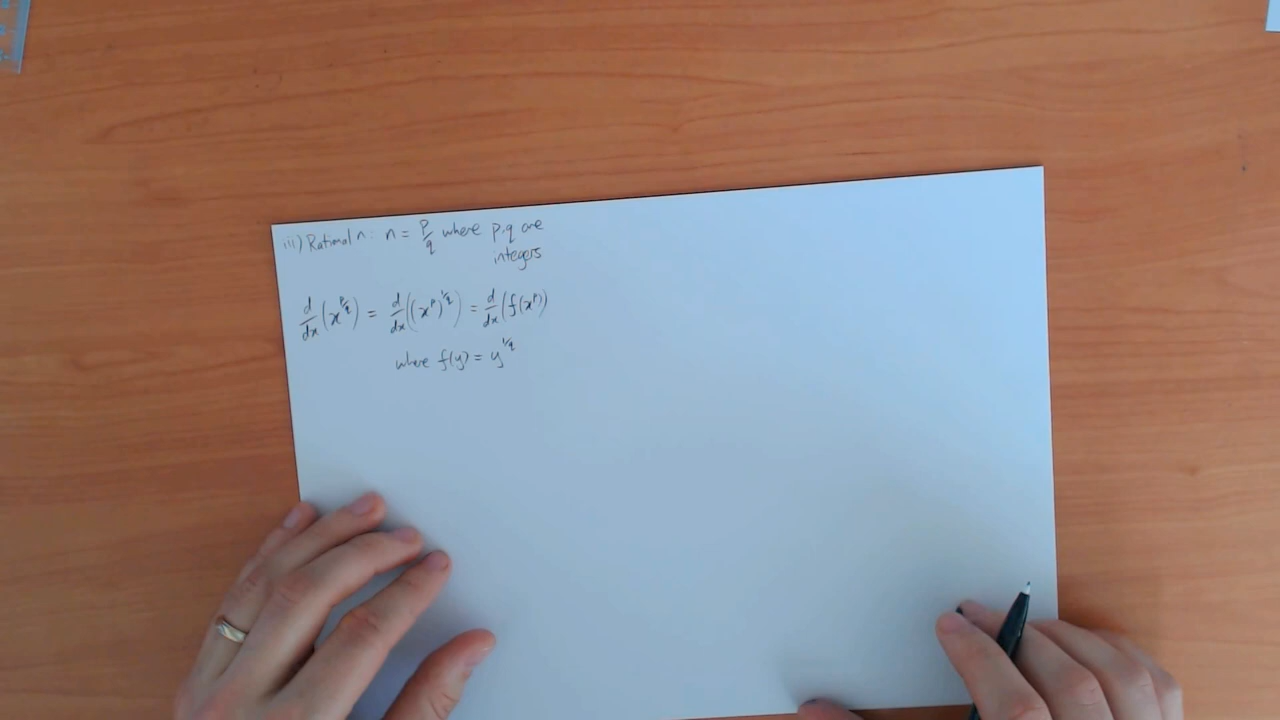 iii) Rational n: n = p/q where p, q are
integers
d/dx (x^{p/q}) = d/dx ((x^p)^{1/q}) = d/dx (f(x^p))
where f(y) = y^{1/q}